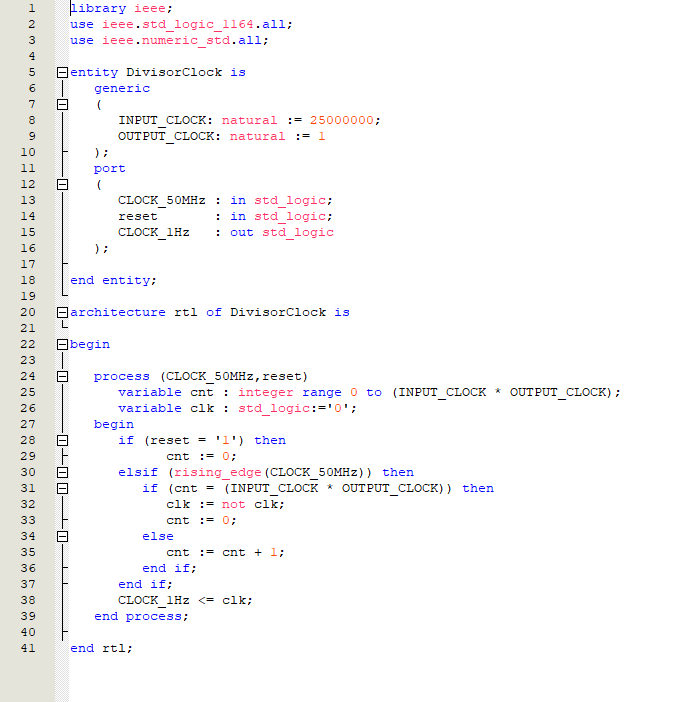 1 library ieee;
2 use ieee.std_logic_1164.all;
3 use ieee.numeric_std.all;
4
5 entity DivisorClock is
6 generic
7 (
8 INPUT_CLOCK: natural := 25000000;
9 OUTPUT_CLOCK: natural := 1
10 );
11 port
12 (
13 CLOCK_50MHz : in std_logic;
14 reset : in std_logic;
15 CLOCK_1Hz : out std_logic
16 );
17
18 end entity;
19
20 architecture rtl of DivisorClock is
21
22 begin
23
24 process (CLOCK_50MHz,reset)
25 variable cnt : integer range 0 to (INPUT_CLOCK * OUTPUT_CLOCK);
26 variable clk : std_logic:='0';
27 begin
28 if (reset = '1') then
29 cnt := 0;
30 elsif (rising_edge(CLOCK_50MHz)) then
31 if (cnt = (INPUT_CLOCK * OUTPUT_CLOCK)) then
32 clk := not clk;
33 cnt := 0;
34 else
35 cnt := cnt + 1;
36 end if;
37 end if;
38 CLOCK_1Hz <= clk;
39 end process;
40
41 end rtl;